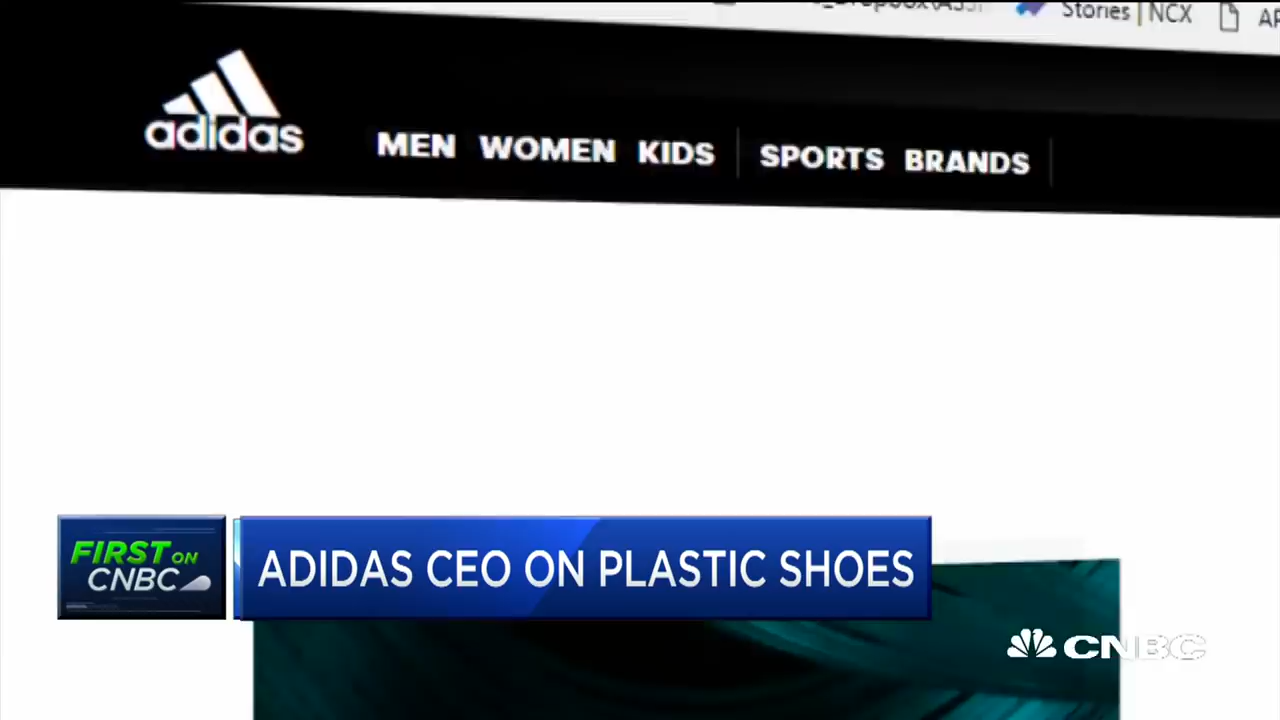 Stories | NCX
adidas
MEN WOMEN KIDS SPORTS BRANDS
FIRST ON
CNBC
ADIDAS CEO ON PLASTIC SHOES
CNBC